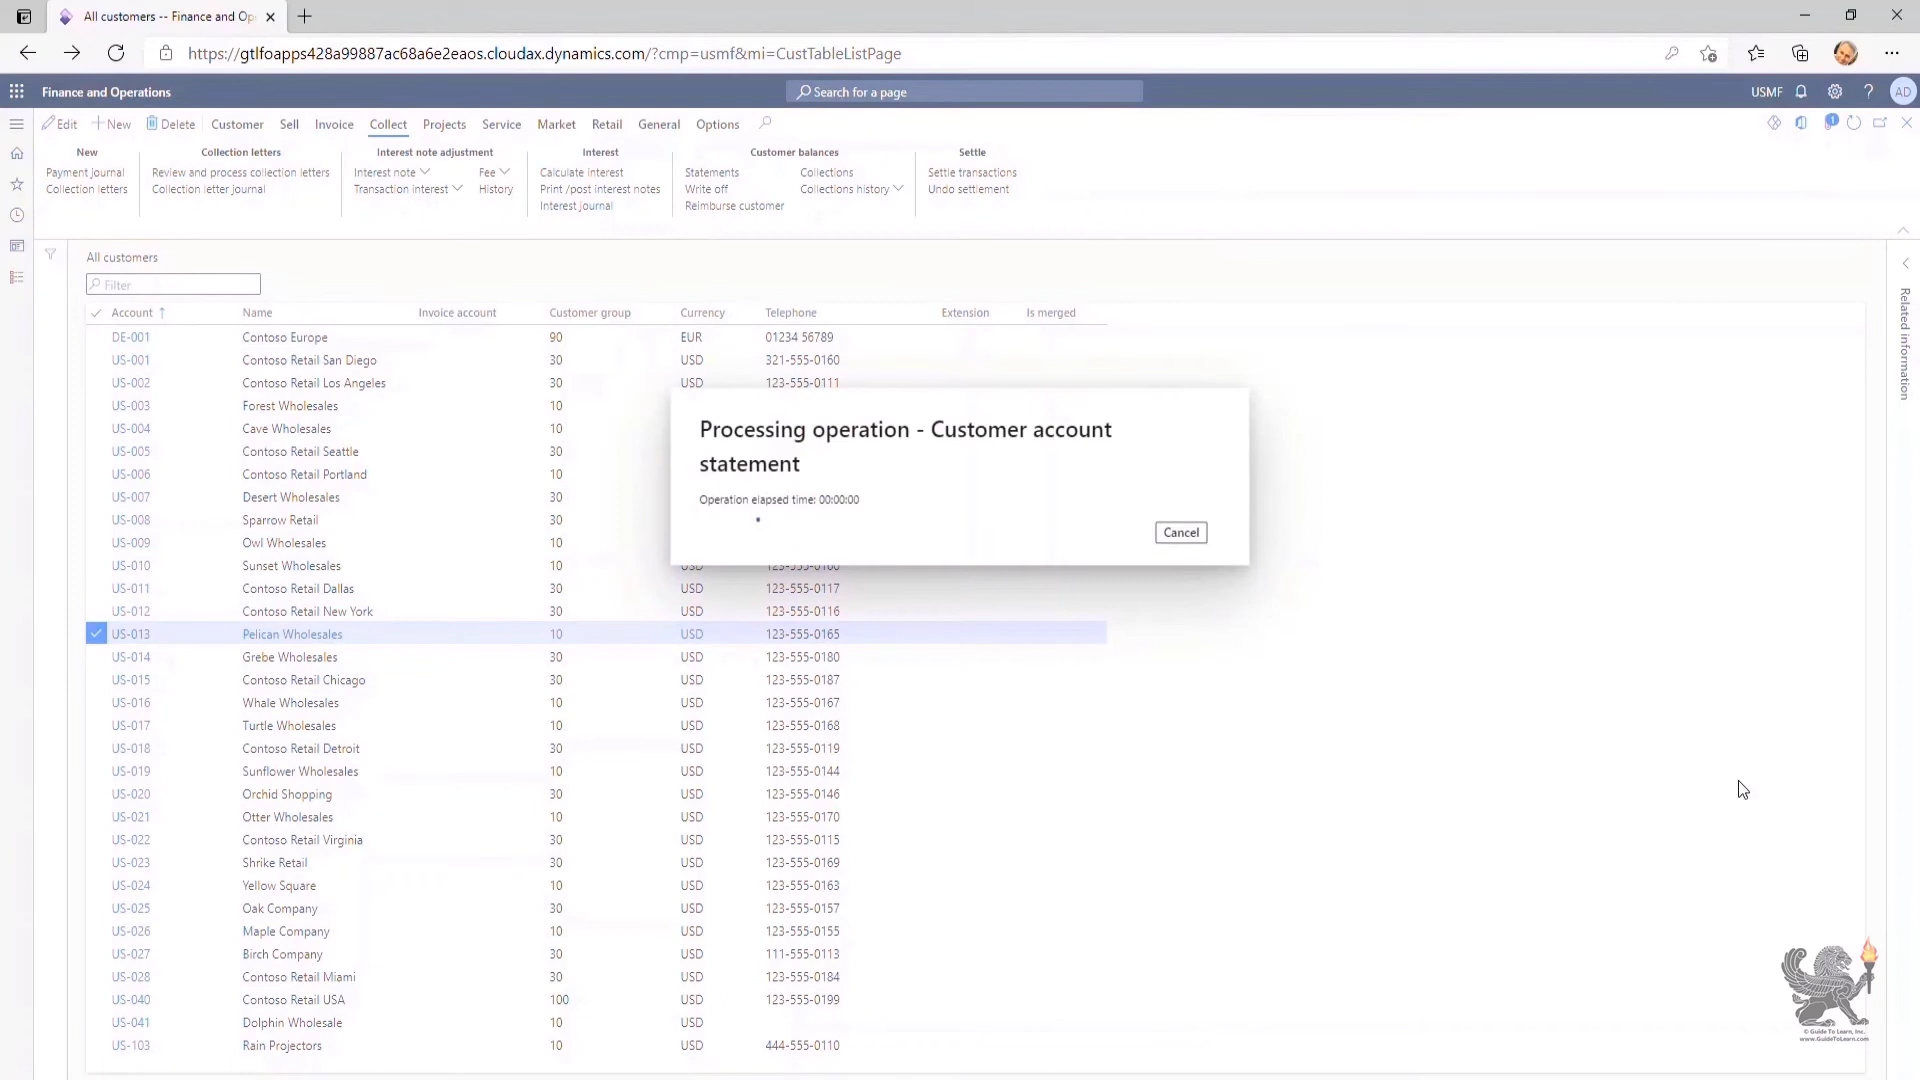 All customers -- Finance and Op
https://gtlfoapps428a99887ac68a6e2eaos.cloudax.dynamics.com/?cmp=usmf&mi=CustTableListPage
Finance and Operations
Search for a page
USMF
?
AD
Edit New Delete Customer Sell Invoice Collect Projects Service Market Retail General Options
1
New
Payment journal
Collection letters
Collection letters
Review and process collection letters
Collection letter journal
Interest note adjustment
Interest note Fee
Transaction interest History
Interest
Calculate interest
Print /post interest notes
Interest journal
Customer balances
Statements Collections
Write off Collections history
Reimburse customer
Settle
Settle transactions
Undo settlement
All customers
Filter
Related information
Account Name Invoice account Customer group Currency Telephone Extension Is merged
DE-001 Contoso Europe 90 EUR 01234 56789
US-001 Contoso Retail San Diego 30 USD 321-555-0160
US-002 Contoso Retail Los Angeles 30 USD 123-555-0111
US-003 Forest Wholesales 10
US-004 Cave Wholesales 10
US-005 Contoso Retail Seattle 30
US-006 Contoso Retail Portland 10
US-007 Desert Wholesales 30
US-008 Sparrow Retail 30
US-009 Owl Wholesales 10
US-010 Sunset Wholesales 10 USD
US-011 Contoso Retail Dallas 30 USD 123-555-0117
US-012 Contoso Retail New York 30 USD 123-555-0116
US-013 Pelican Wholesales 10 USD 123-555-0165
US-014 Grebe Wholesales 30 USD 123-555-0180
US-015 Contoso Retail Chicago 30 USD 123-555-0187
US-016 Whale Wholesales 10 USD 123-555-0167
US-017 Turtle Wholesales 10 USD 123-555-0168
US-018 Contoso Retail Detroit 30 USD 123-555-0119
US-019 Sunflower Wholesales 10 USD 123-555-0144
US-020 Orchid Shopping 30 USD 123-555-0146
US-021 Otter Wholesales 10 USD 123-555-0170
US-022 Contoso Retail Virginia 30 USD 123-555-0115
US-023 Shrike Retail 30 USD 123-555-0169
US-024 Yellow Square 10 USD 123-555-0163
US-025 Oak Company 30 USD 123-555-0157
US-026 Maple Company 10 USD 123-555-0155
US-027 Birch Company 30 USD 111-555-0113
US-028 Contoso Retail Miami 30 USD 123-555-0184
US-040 Contoso Retail USA 100 USD 123-555-0199
US-041 Dolphin Wholesale 10 USD
US-103 Rain Projectors 10 USD 444-555-0110
Processing operation - Customer account
statement
Operation elapsed time: 00:00:00
Cancel
© Guide To Learn, Inc.
www.GuideToLearn.com